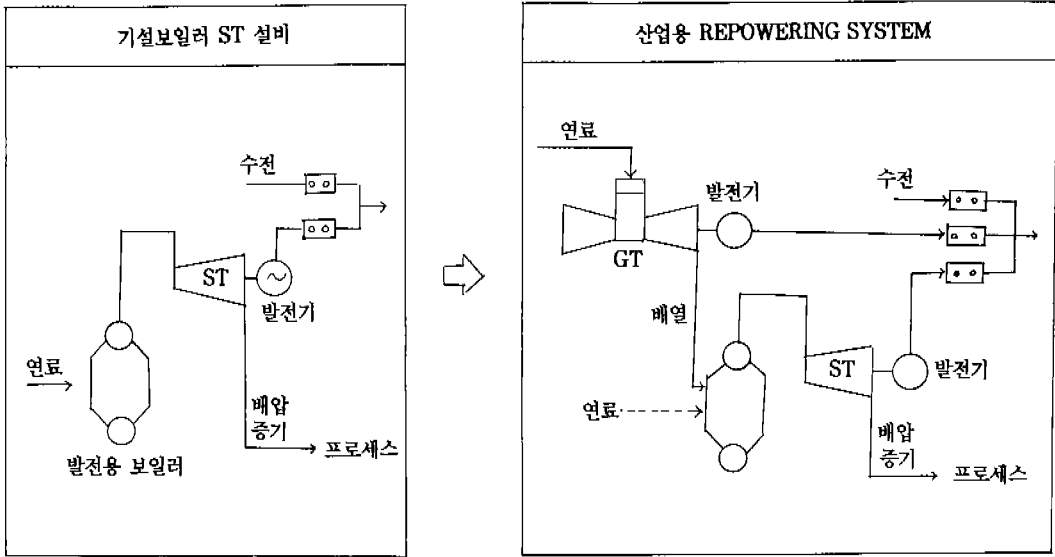 기설보일러 ST 설비
수전
ST
발전기
연료
배압
증기
프로세스
발전용 보일러
산업용 REPOWERING SYSTEM
연료
수전
발전기
GT
배열
ST
발전기
연료
배압
증기
프로세스